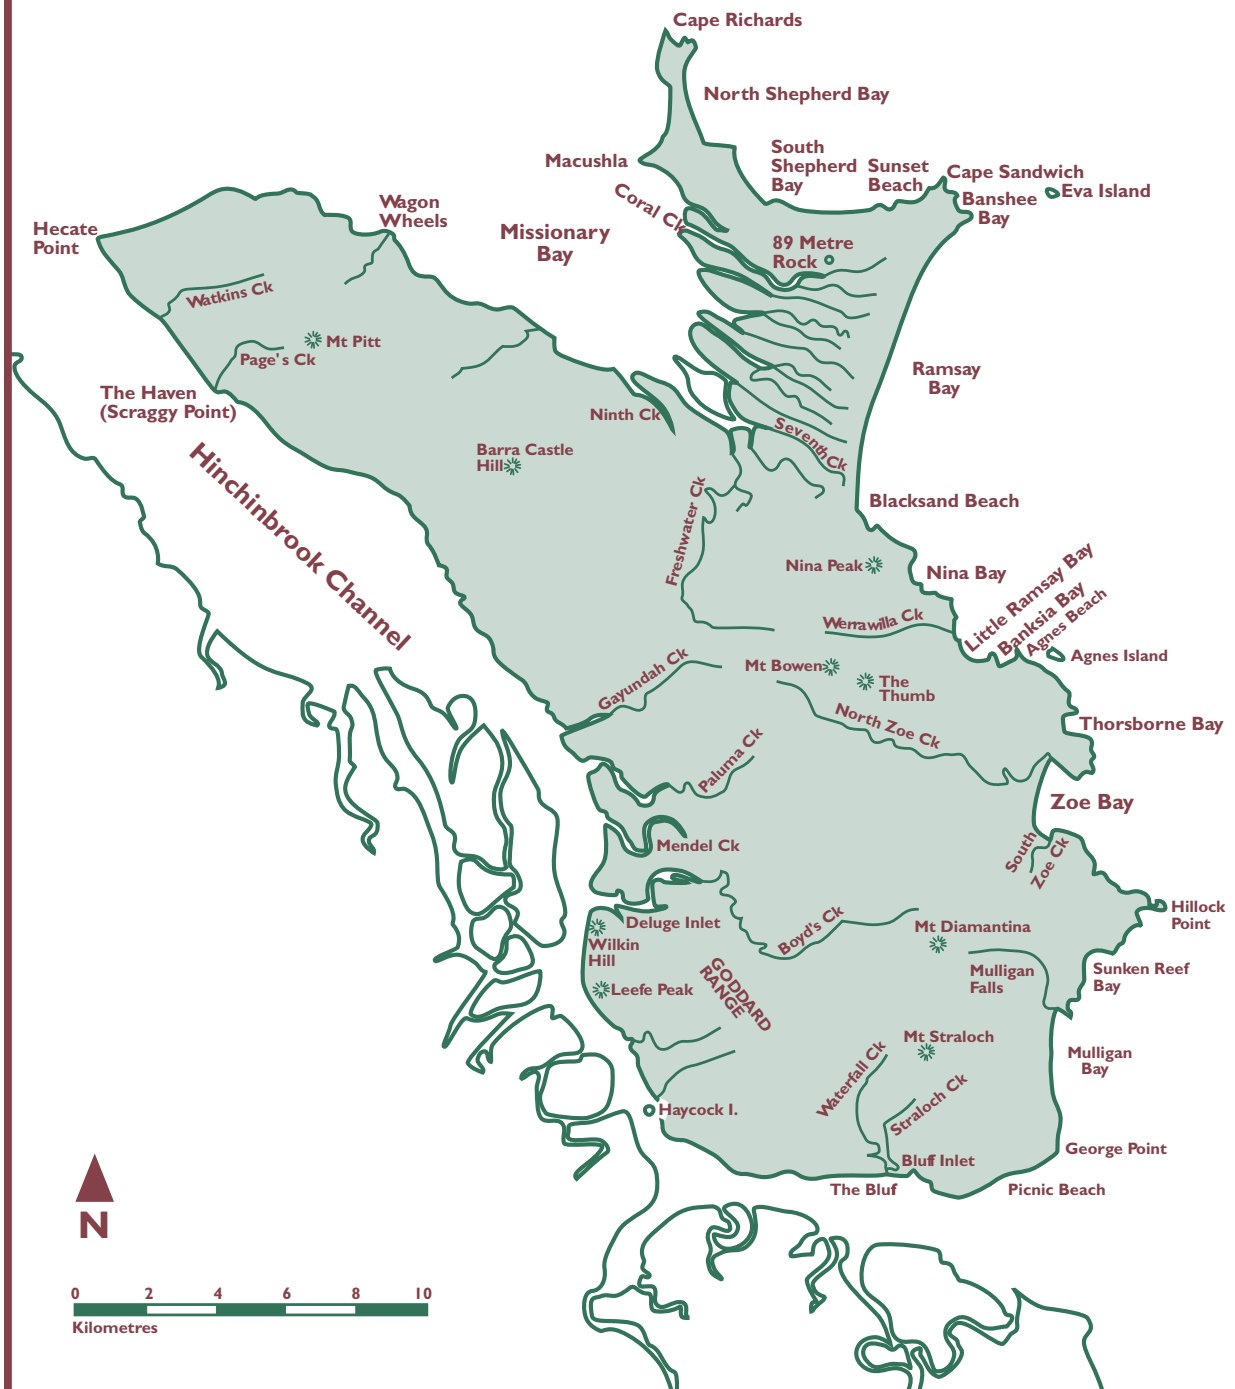 Cape Richards
North Shepherd Bay
Macushla
South
Shepherd
Bay
Sunset
Beach
Cape Sandwich
Banshee
Bay
Eva Island
Coral Ck
Wagon
Wheels
Hecate
Point
Missionary
Bay
89 Metre
Rock
Watkins Ck
Mt Pitt
Page's Ck
Ramsay
Bay
The Haven
(Scraggy Point)
Ninth Ck
Seventh Ck
Barra Castle
Hill
Hinchinbrook Channel
Freshwater Ck
Blacksand Beach
Nina Peak
Nina Bay
Little Ramsay Bay
Banksia Bay
Agnes Beach
Werrawilla Ck
Agnes Island
Gayundah Ck
Mt Bowen
The
Thumb
North Zoe Ck
Thorsborne Bay
Paluma Ck
Zoe Bay
Mendel Ck
South
Zoe Ck
Hillock
Point
Deluge Inlet
Boyd's Ck
Mt Diamantina
Wilkin
Hill
Leefe Peak
GODDARD
RANGE
Mulligan
Falls
Sunken Reef
Bay
Mt Straloch
Mulligan
Bay
Waterfall Ck
Straloch Ck
Haycock I.
George Point
Bluff Inlet
The Bluf
Picnic Beach
N
0 2 4 6 8 10
Kilometres